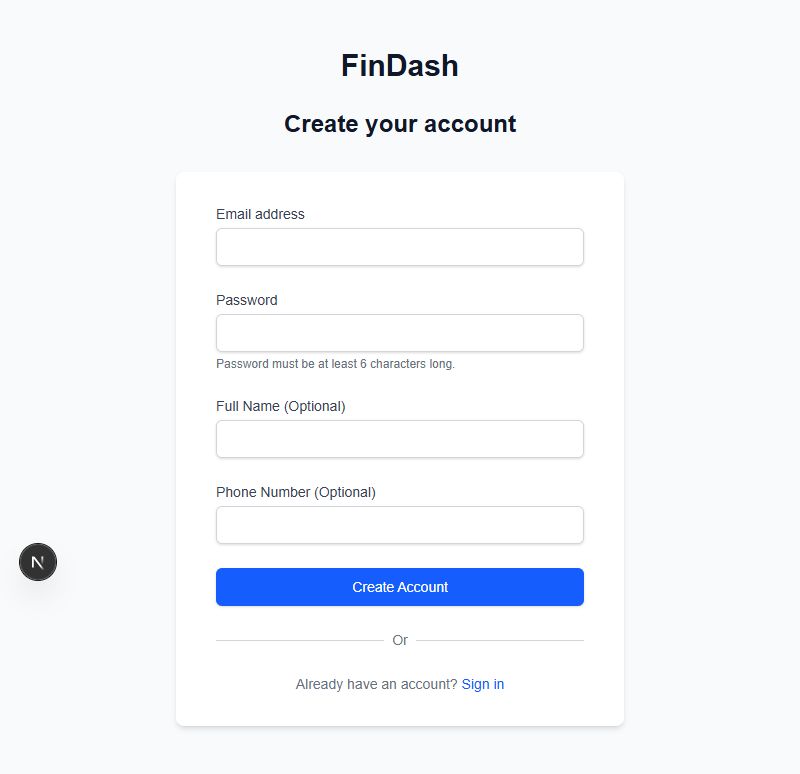 FinDash
Create your account
Email address
Password
Password must be at least 6 characters long.
Full Name (Optional)
Phone Number (Optional)
N
Create Account
Or
Already have an account? Sign in